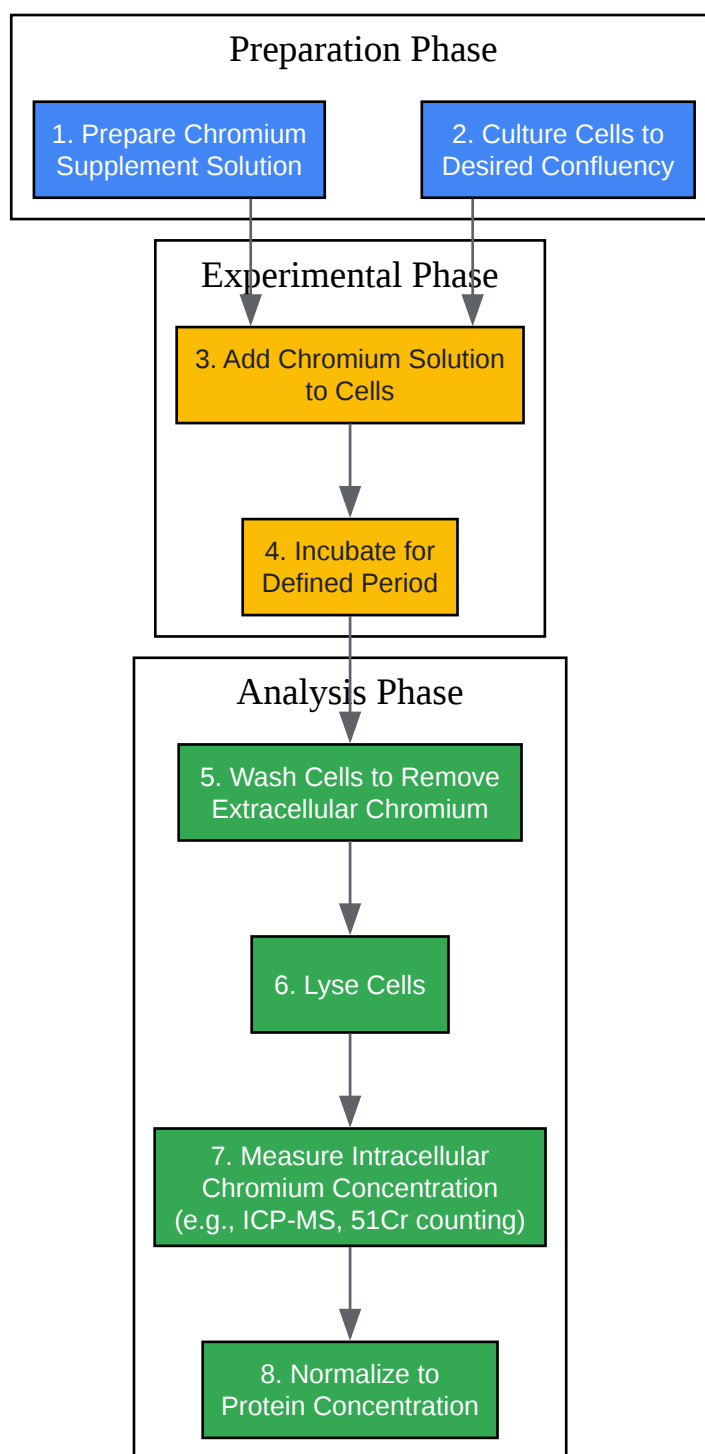 Preparation Phase
1. Prepare Chromium
Supplement Solution
2. Culture Cells to
Desired Confluency
Experimental Phase
3. Add Chromium Solution
to Cells
4. Incubate for
Defined Period
Analysis Phase
5. Wash Cells to Remove
Extracellular Chromium
6. Lyse Cells
7. Measure Intracellular
Chromium Concentration
(e.g., ICP-MS, 51Cr counting)
8. Normalize to
Protein Concentration